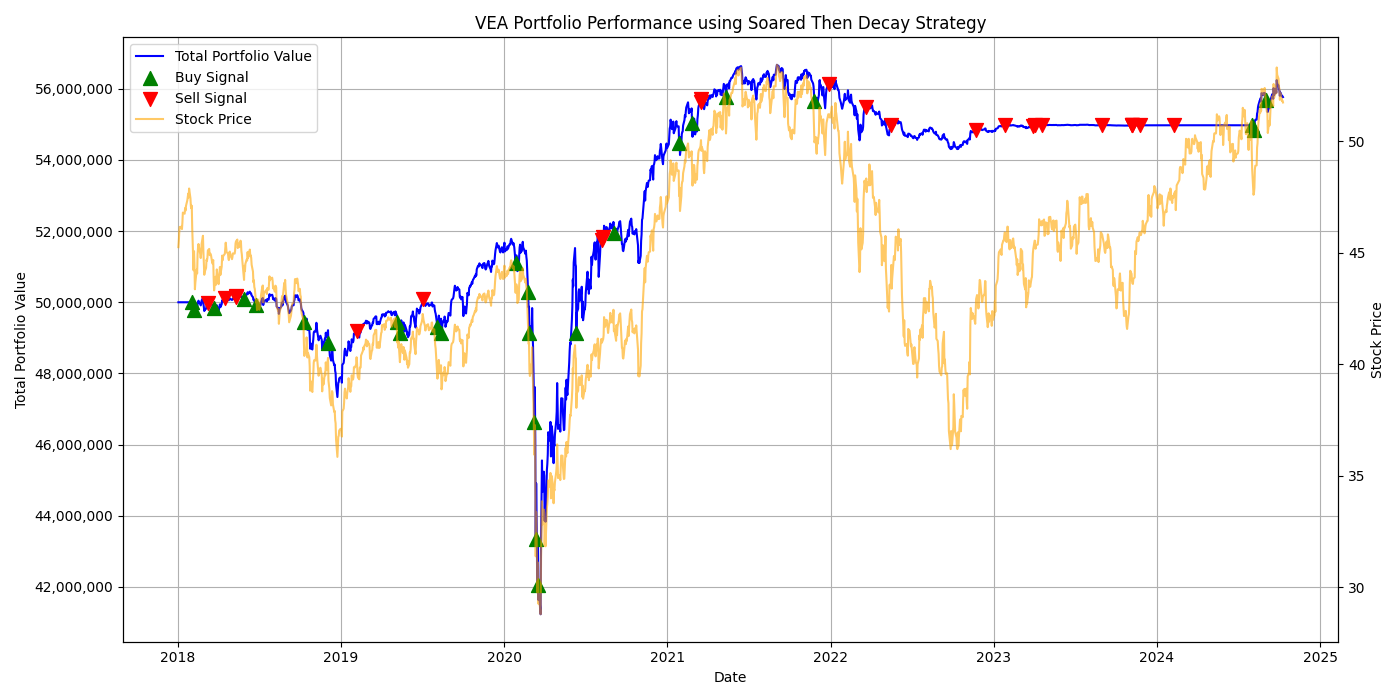 VEA Portfolio Performance using Soared Then Decay Strategy
Total Portfolio Value
Buy Signal
Sell Signal
Stock Price
56,000,000
54,000,000
52,000,000
50,000,000
48,000,000
46,000,000
44,000,000
42,000,000
Total Portfolio Value
50
45
40
35
30
Stock Price
2018 2019 2020 2021 2022 2023 2024 2025
Date